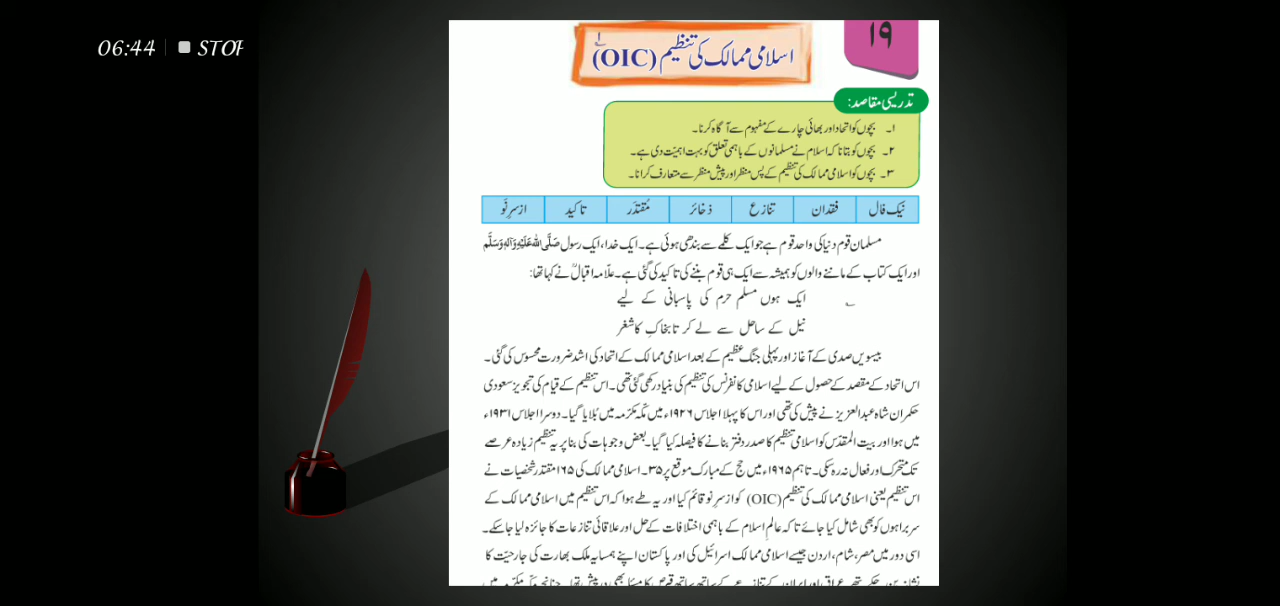 06:44 STOP
۱۹
اسلامی ممالک کی تنظیم (OIC)
تدریسی مقاصد:
۱۔ بچوں کو اتحاد اور بھائی چارے کے مفہوم سے آگاہ کرنا۔
۲۔ بچوں کو بتانا کہ اسلام نے مسلمانوں کے باہمی تعلق کو بہت اہمیت دی ہے۔
۳۔ بچوں کو اسلامی ممالک کی تنظیم کے پس منظر اور پیش منظر سے متعارف کرانا۔
نیک فال فقدان تنازع ذخائر مُقتدَر تاکید ازسرِنَو
مسلمان قوم دنیا کی واحد قوم ہے جو ایک کلمے سے بندھی ہوئی ہے۔ ایک خدا، ایک رسول صَلَّى اللّٰهُ عَلَيْهِ وَآلِهٖ وَسَلَّم
اور ایک کتاب کے ماننے والوں کو ہمیشہ سے ایک ہی قوم بننے کی تاکید کی گئی ہے۔ علّامہ اقبالؒ نے کہا تھا:
؎ ایک ہوں مسلم حرم کی پاسبانی کے لیے
نیل کے ساحل سے لے کر تابخاکِ کاشغر
بیسویں صدی کے آغاز اور پہلی جنگِ عظیم کے بعد اسلامی ممالک کے اتحاد کی اشد ضرورت محسوس کی گئی۔
اس اتحاد کے مقصد کے حصول کے لیے اسلامی کانفرنس کی تنظیم کی بنیاد رکھی گئی تھی۔ اس تنظیم کے قیام کی تجویز سعودی
حکمران شاہ عبدالعزیز نے پیش کی تھی اور اس کا پہلا اجلاس ۱۹۲۶ء میں مکّہ مکرّمہ میں بُلایا گیا۔ دوسرا اجلاس ۱۹۳۱ء
میں ہوا اور بیت المقدّس کو اسلامی تنظیم کا صدر دفتر بنانے کا فیصلہ کیا گیا۔ بعض وجوہات کی بنا پر یہ تنظیم زیادہ عرصے
تک متحرّک اور فعال نہ رہ سکی۔ تاہم ۱۹۶۵ء میں حج کے مبارک موقع پر ۳۵۔ اسلامی ممالک کی ۱۶۵ مقتدر شخصیات نے
اس تنظیم یعنی اسلامی ممالک کی تنظیم (OIC) کو ازسرِ نو قائم کیا اور یہ طے ہوا کہ اس تنظیم میں اسلامی ممالک کے
سربراہوں کو بھی شامل کیا جائے تاکہ عالمِ اسلام کے باہمی اختلافات کے حل اور علاقائی تنازعات کا جائزہ لیا جا سکے۔
اسی دور میں مصر، شام، اردن جیسے اسلامی ممالک اسرائیل کی اور پاکستان اپنے ہمسایہ ملک بھارت کی جارحیّت کا